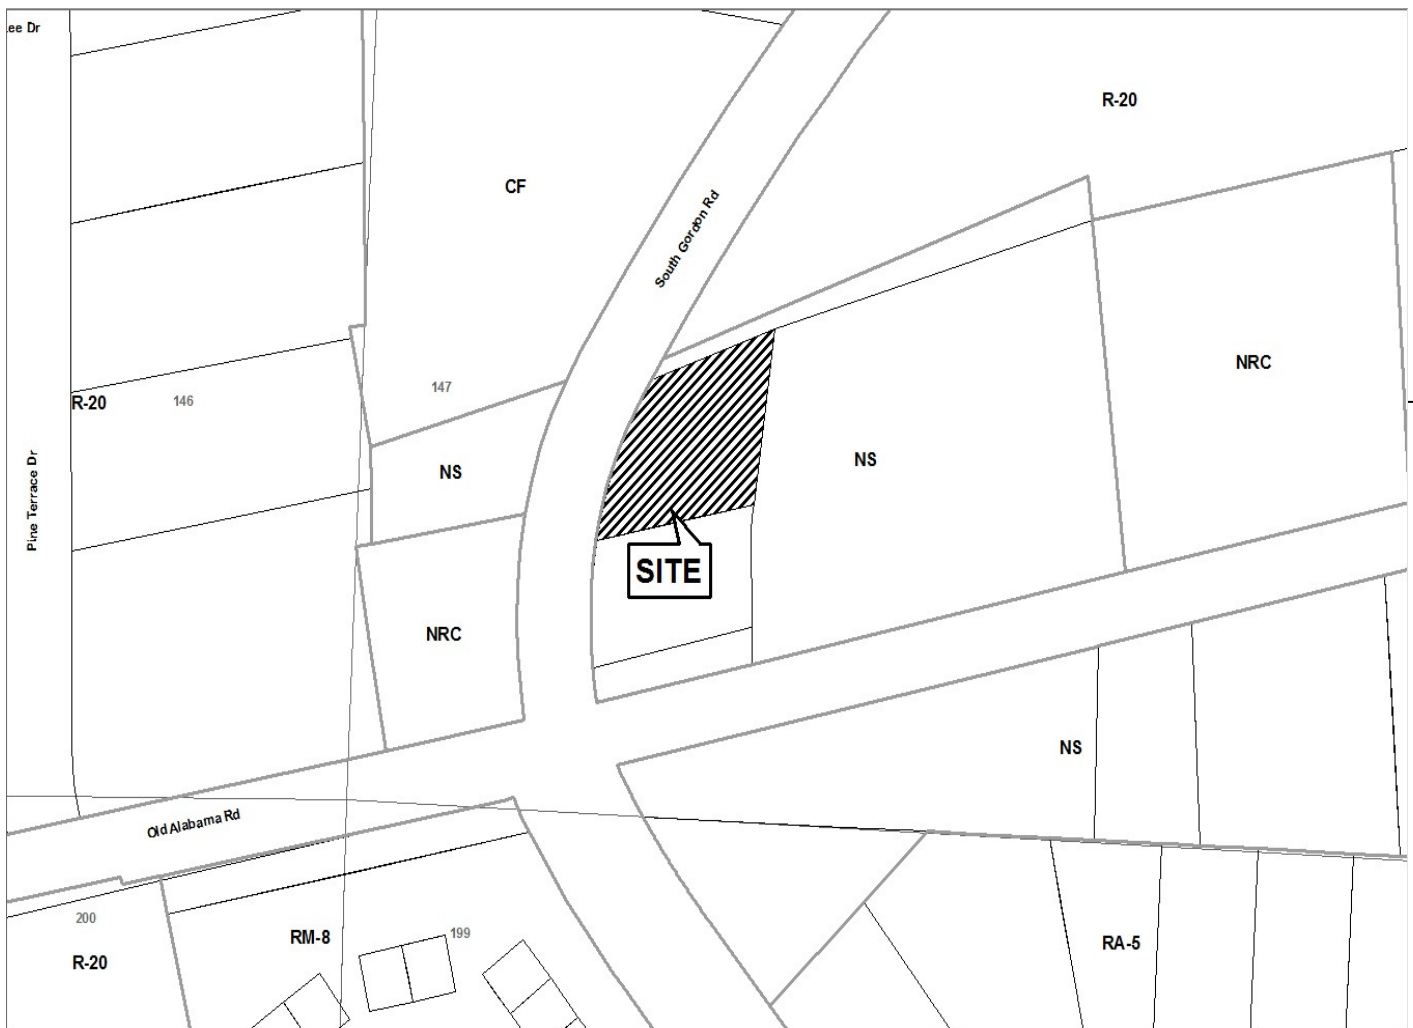 ee Dr
R-20
CF
South Gordon Rd
NRC
147
R-20
146
NS
NS
Pine Terrace Dr
SITE
NRC
NS
Old Alabama Rd
200
199
RM-8
RA-5
R-20